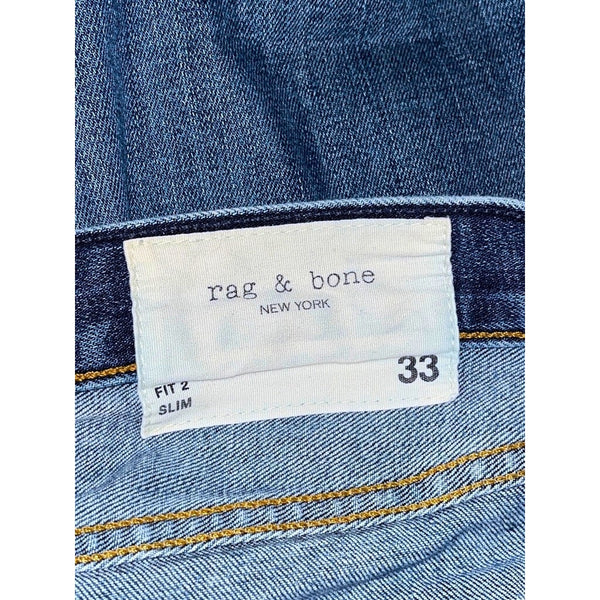 rag & bone
NEW YORK
FIT 2
SLIM
33